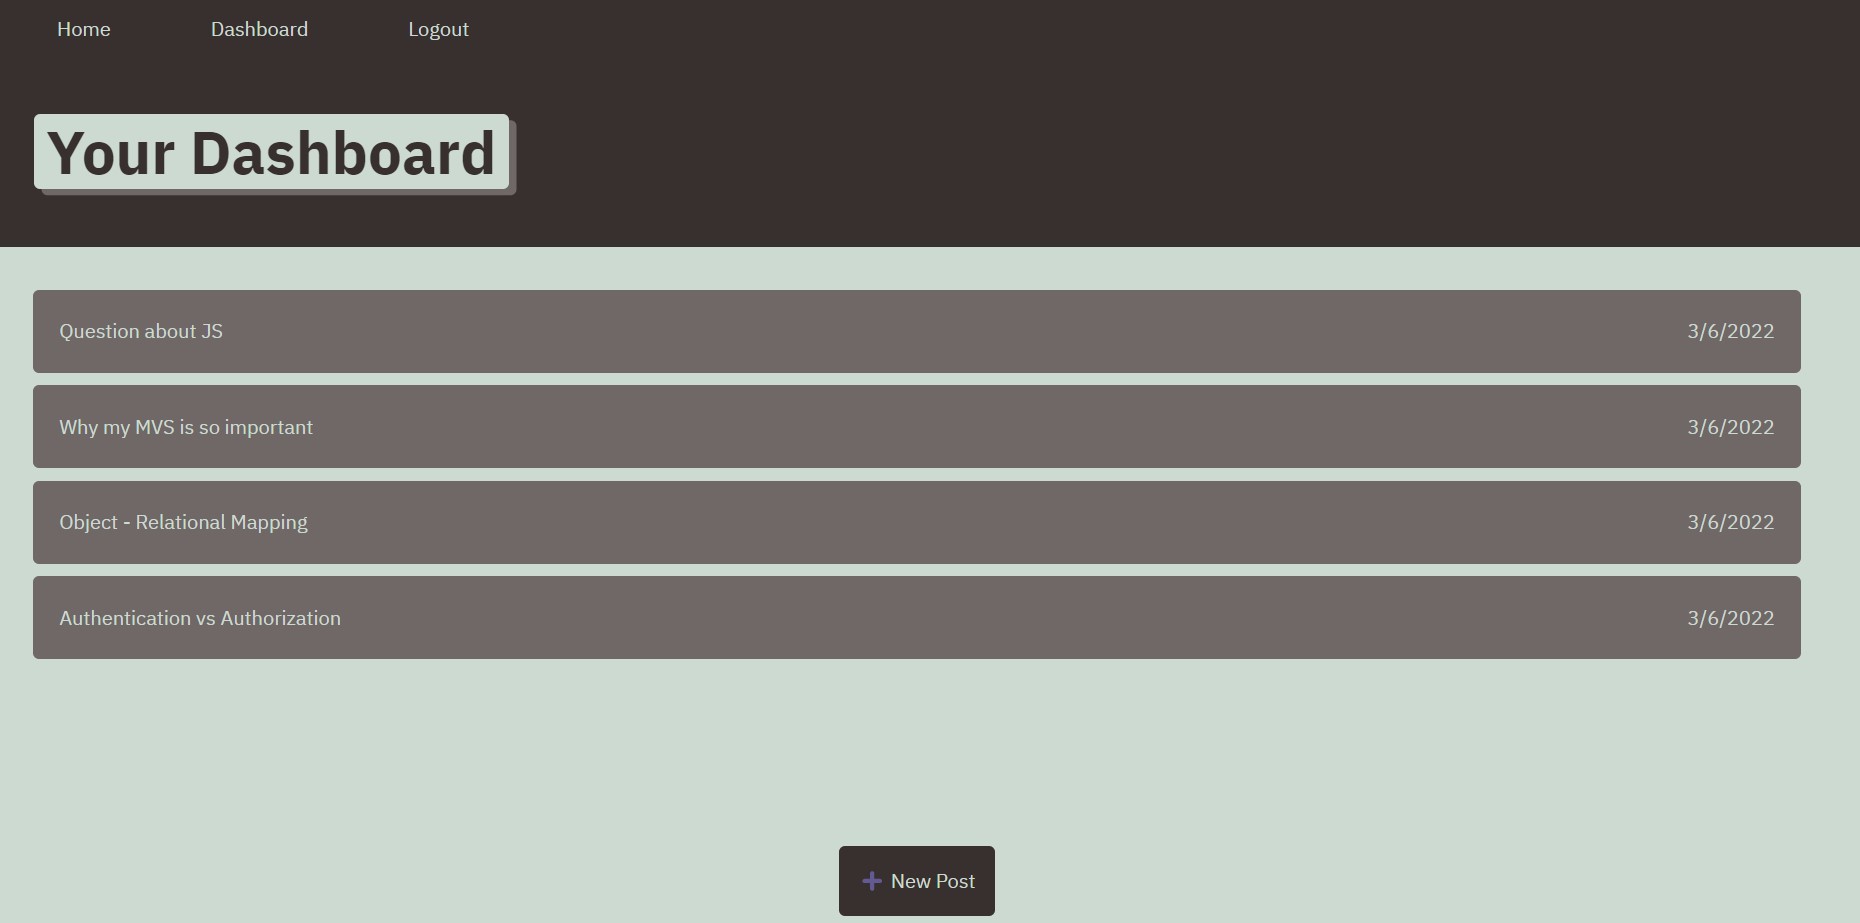 Home Dashboard Logout
Your Dashboard
Question about JS 3/6/2022
Why my MVS is so important 3/6/2022
Object - Relational Mapping 3/6/2022
Authentication vs Authorization 3/6/2022
New Post